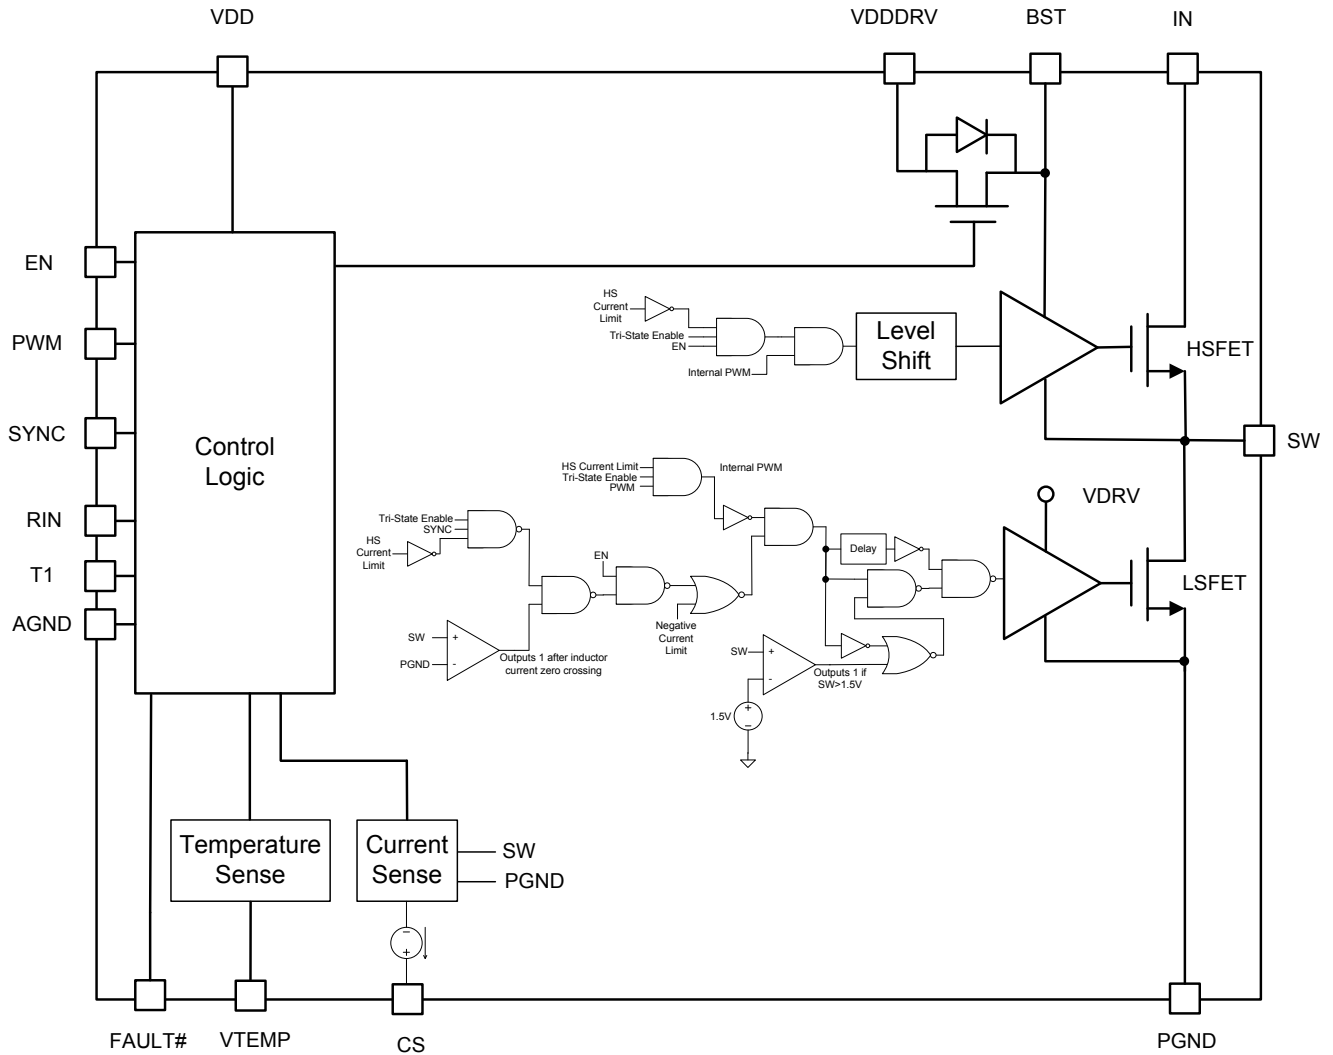 VDD
VDDDRV
BST
IN
EN
PWM
SYNC
RIN
T1
AGND
Control
Logic
HS
Current
Limit
Tri-State Enable
EN
Internal PWM
Level
Shift
HSFET
SW
HS Current Limit
Tri-State Enable
PWM
Internal PWM
VDRV
Tri-State Enable
SYNC
HS
Current
Limit
EN
Delay
LSFET
Negative
Current
Limit
SW
+
PGND
-
Outputs 1 after inductor
current zero crossing
SW
+
-
Outputs 1 if
SW>1.5V
1.5V
+
−
Temperature
Sense
Current
Sense
SW
PGND
−
+
FAULT#
VTEMP
CS
PGND